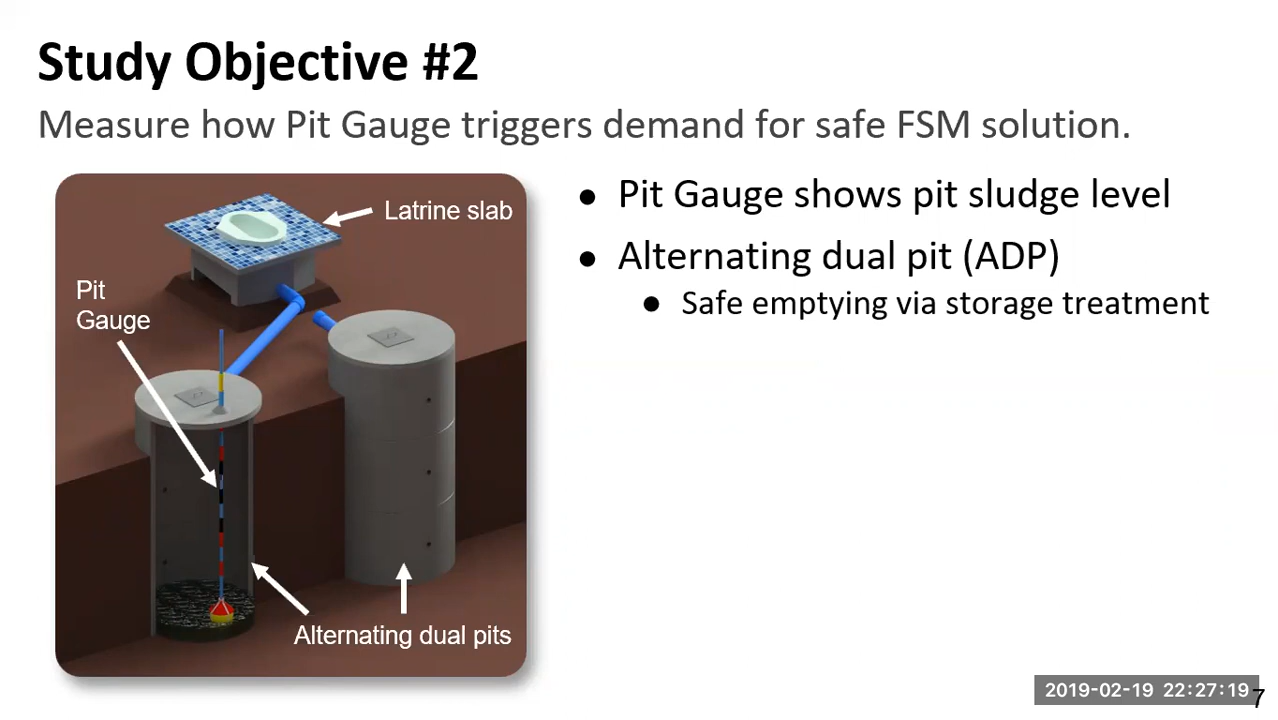 Study Objective #2
Measure how Pit Gauge triggers demand for safe FSM solution.
Latrine slab
Pit
Gauge
Alternating dual pits
● Pit Gauge shows pit sludge level
● Alternating dual pit (ADP)
● Safe emptying via storage treatment
2019-02-19 22:27:19
7